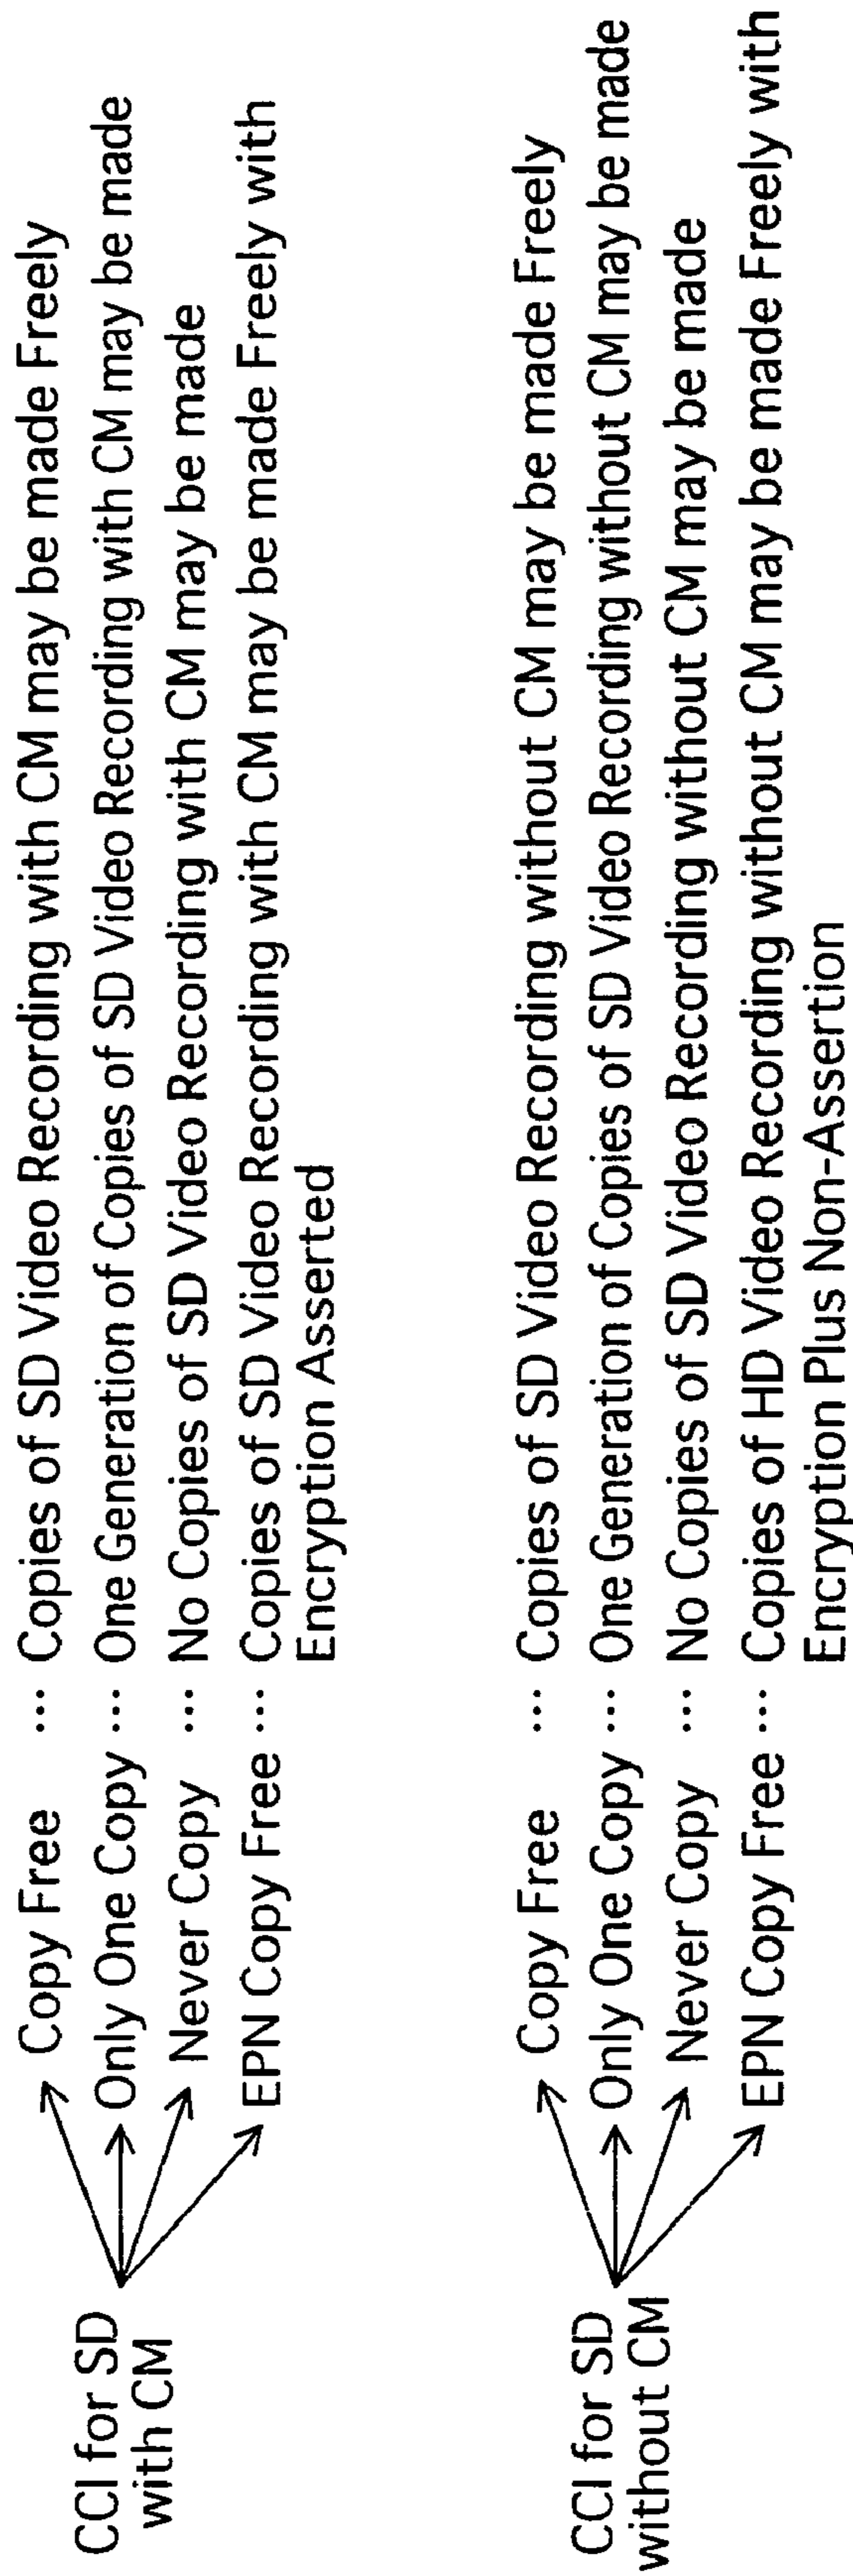 CCI for SD
with CM
Copy Free ... Copies of SD Video Recording with CM may be made Freely
Only One Copy ... One Generation of Copies of SD Video Recording with CM may be made
Never Copy ... No Copies of SD Video Recording with CM may be made
EPN Copy Free ... Copies of SD Video Recording with CM may be made Freely with
Encryption Asserted
CCI for SD
without CM
Copy Free ... Copies of SD Video Recording without CM may be made Freely
Only One Copy ... One Generation of Copies of SD Video Recording without CM may be made
Never Copy ... No Copies of SD Video Recording without CM may be made
EPN Copy Free ... Copies of HD Video Recording without CM may be made Freely with
Encryption Plus Non-Assertion